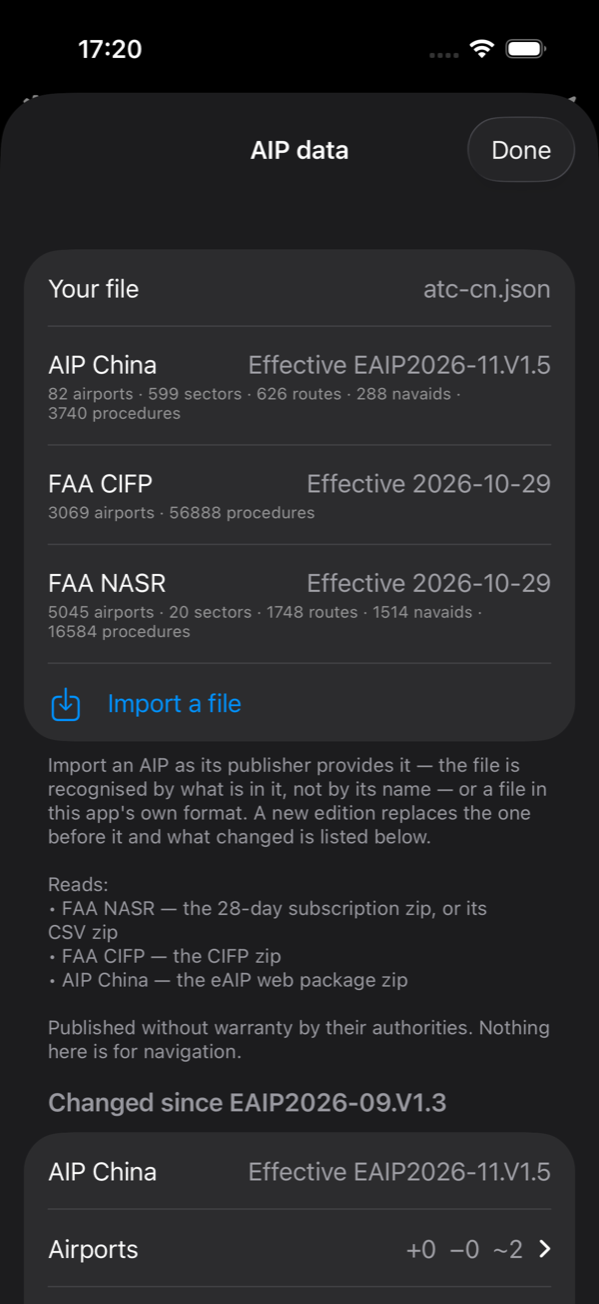 17:20
AIP data
Done
Your file
atc-cn.json
AIP China
Effective EAIP2026-11.V1.5
82 airports · 599 sectors · 626 routes · 288 navaids ·
3740 procedures
FAA CIFP
Effective 2026-10-29
3069 airports · 56888 procedures
FAA NASR
Effective 2026-10-29
5045 airports · 20 sectors · 1748 routes · 1514 navaids ·
16584 procedures
Import a file
Import an AIP as its publisher provides it — the file is
recognised by what is in it, not by its name — or a file in
this app's own format. A new edition replaces the one
before it and what changed is listed below.
Reads:
• FAA NASR — the 28-day subscription zip, or its
CSV zip
• FAA CIFP — the CIFP zip
• AIP China — the eAIP web package zip
Published without warranty by their authorities. Nothing
here is for navigation.
Changed since EAIP2026-09.V1.3
AIP China
Effective EAIP2026-11.V1.5
Airports
+0 −0 ~2